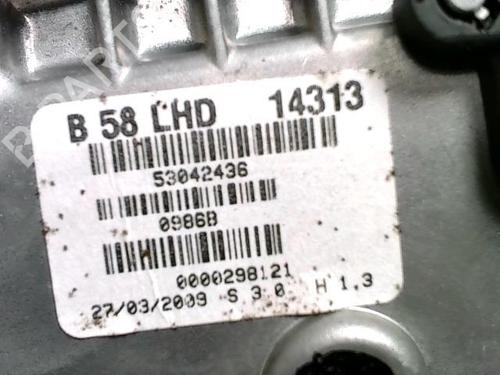 B 58 LHD 14313
53042436
0986B
0000298121
27/03/2009 S 3.0 H 1.3